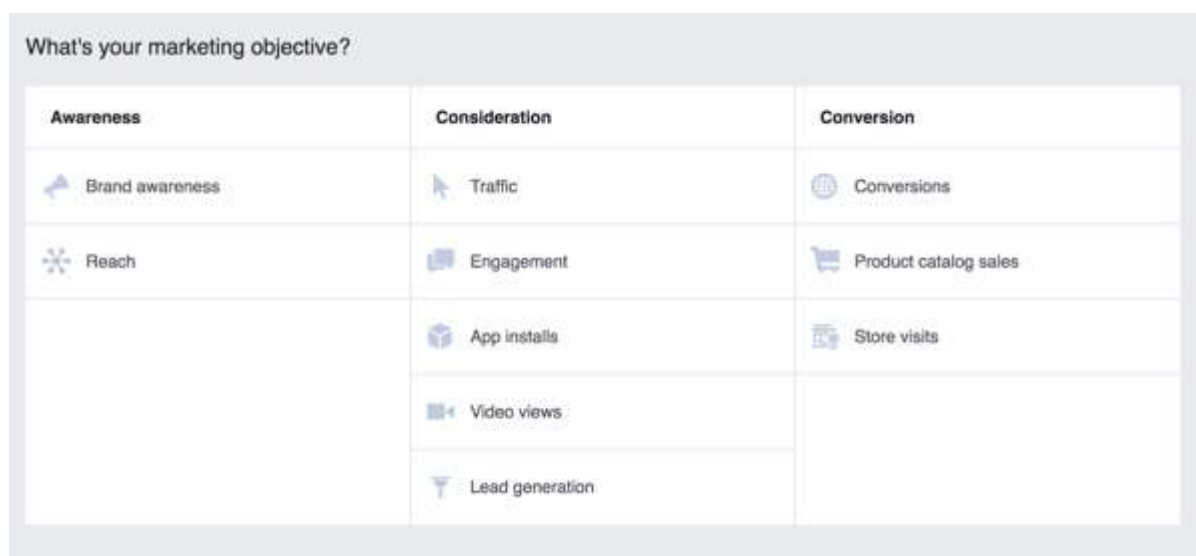 What's your marketing objective?
Awareness
Consideration
Conversion
Brand awareness
Traffic
Conversions
Reach
Engagement
Product catalog sales
App installs
Store visits
Video views
Lead generation